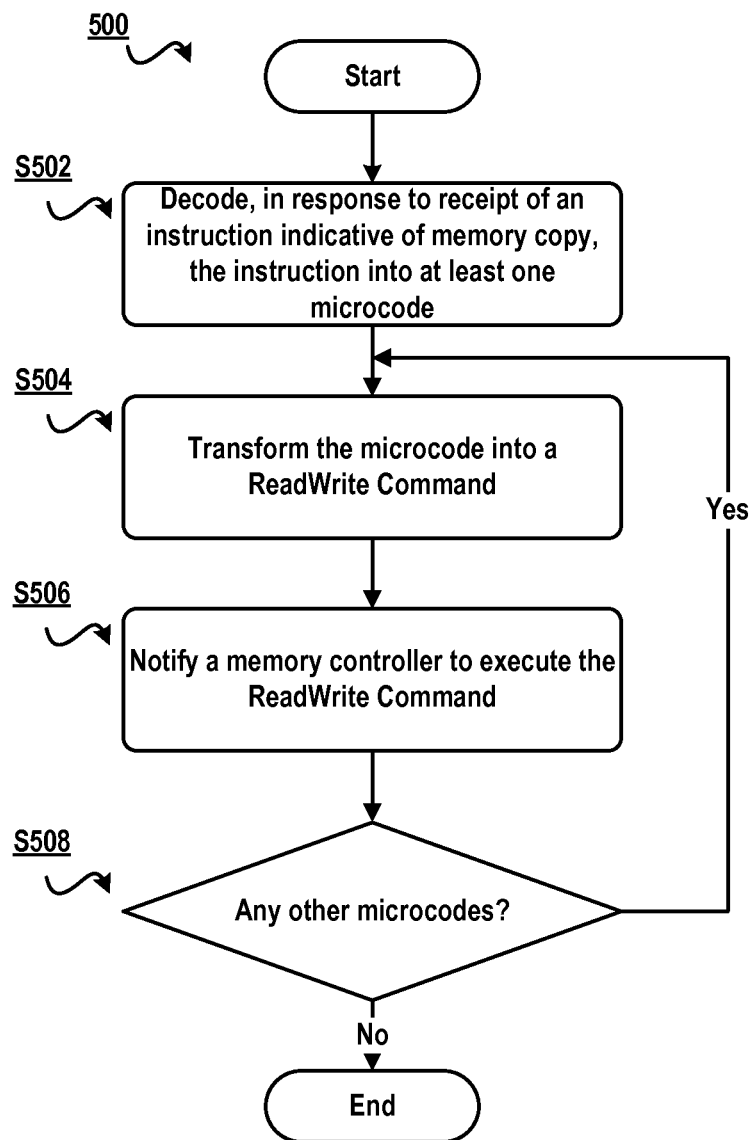 500
Start
S502
Decode, in response to receipt of an
instruction indicative of memory copy,
the instruction into at least one
microcode
S504
Transform the microcode into a
ReadWrite Command
Yes
S506
Notify a memory controller to execute the
ReadWrite Command
S508
Any other microcodes?
No
End